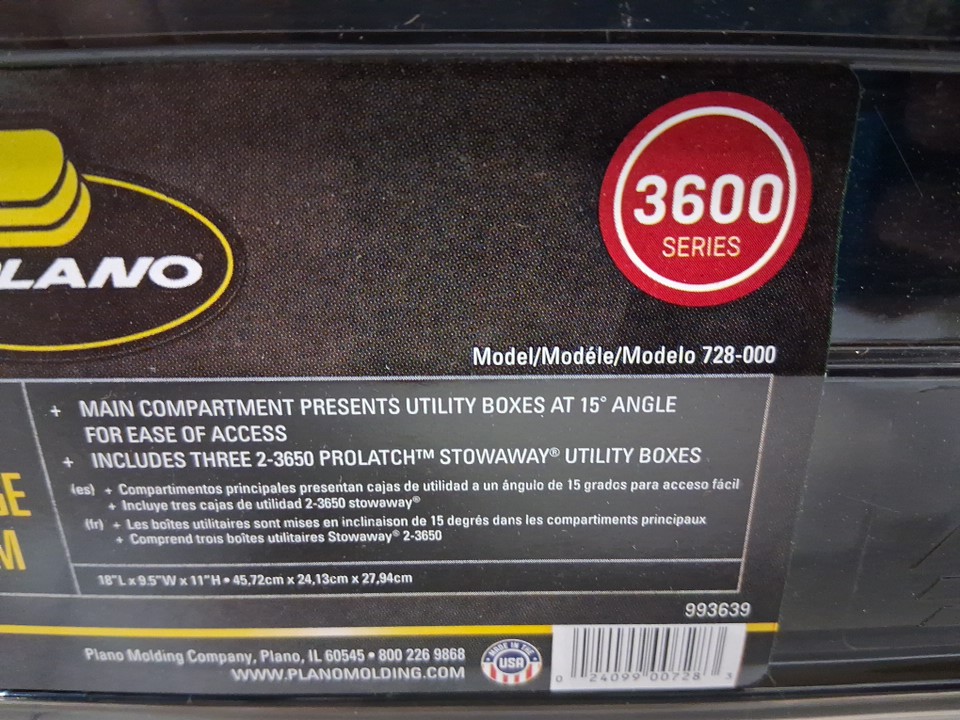 3600
SERIES
PLANO
Model/Modéle/Modelo 728-000
+ MAIN COMPARTMENT PRESENTS UTILITY BOXES AT 15° ANGLE
FOR EASE OF ACCESS
+ INCLUDES THREE 2-3650 PROLATCH™ STOWAWAY® UTILITY BOXES
(es) + Compartimentos principales presentan cajas de utilidad a un ángulo de 15 grados para acceso fácil
+ Incluye tres cajas de utilidad 2-3650 stowaway®
(fr) + Les boîtes utilitaires sont mises en inclinaison de 15 degrés dans les compartiments principaux
+ Comprend trois boîtes utilitaires Stowaway® 2-3650
GE
M
18"L x 9.5"W x 11"H • 45,72cm x 24,13cm x 27,94cm
993639
Plano Molding Company, Plano, IL 60545 • 800 226 9868
WWW.PLANOMOLDING.COM
MADE IN THE
USA
0 24099 00728 3